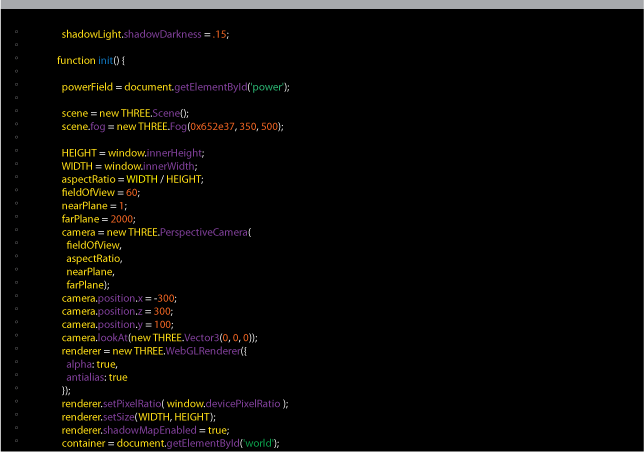 shadowLight.shadowDarkness = .15;
function init() {
powerField = document.getElementById('power');
scene = new THREE.Scene();
scene.fog = new THREE.Fog(0x652e37, 350, 500);
HEIGHT = window.innerHeight;
WIDTH = window.innerWidth;
aspectRatio = WIDTH / HEIGHT;
fieldOfView = 60;
nearPlane = 1;
farPlane = 2000;
camera = new THREE.PerspectiveCamera(
fieldOfView,
aspectRatio,
nearPlane,
farPlane);
camera.position.x = -300;
camera.position.z = 300;
camera.position.y = 100;
camera.lookAt(new THREE.Vector3(0, 0, 0));
renderer = new THREE.WebGLRenderer({
alpha: true,
antialias: true
});
renderer.setPixelRatio( window.devicePixelRatio );
renderer.setSize(WIDTH, HEIGHT);
renderer.shadowMapEnabled = true;
container = document.getElementById('world');